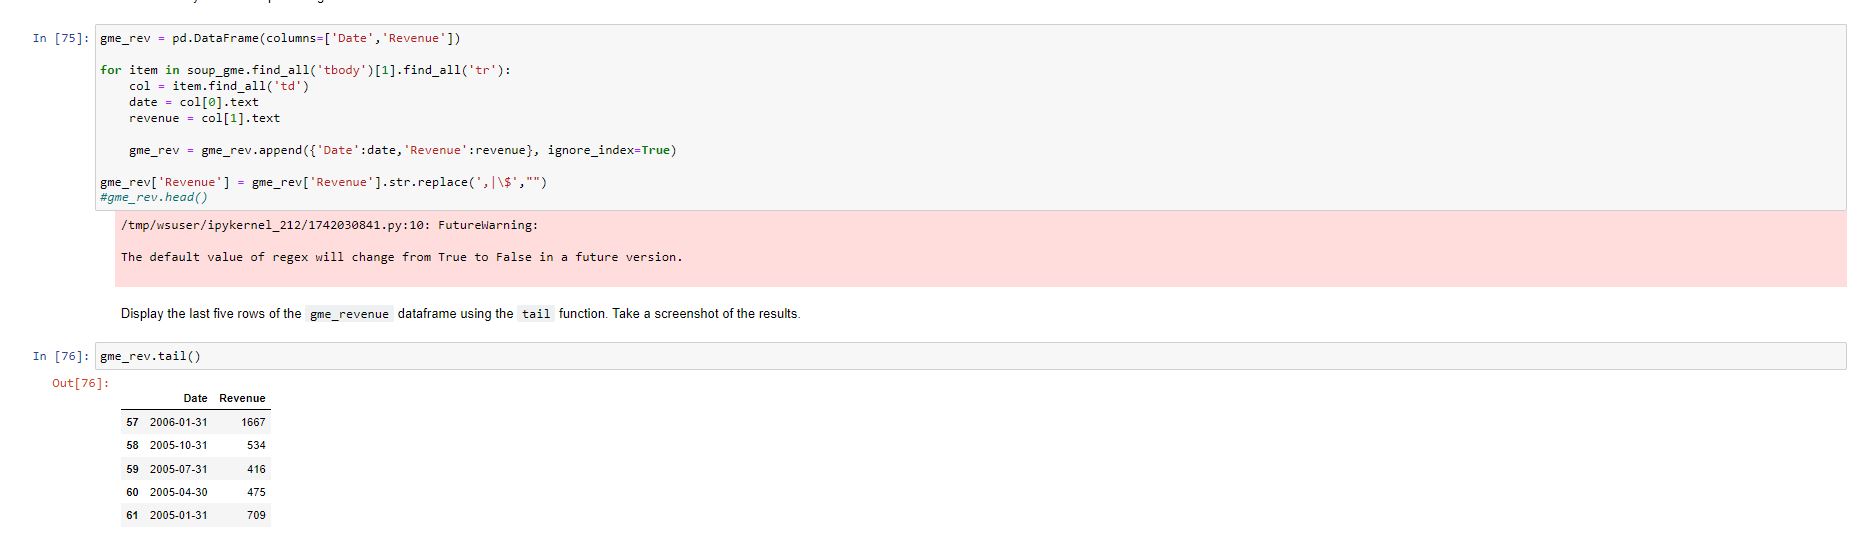 In [75]: gme_rev = pd.DataFrame(columns=['Date','Revenue'])
for item in soup_gme.find_all('tbody')[1].find_all('tr'):
    col = item.find_all('td')
    date = col[0].text
    revenue = col[1].text
    gme_rev = gme_rev.append({'Date':date,'Revenue':revenue}, ignore_index=True)
gme_rev['Revenue'] = gme_rev['Revenue'].str.replace(',|\$',"")
#gme_rev.head()
/tmp/wsuser/ipykernel_212/1742030841.py:10: FutureWarning:
The default value of regex will change from True to False in a future version.
Display the last five rows of the gme_revenue dataframe using the tail function. Take a screenshot of the results.
In [76]: gme_rev.tail()
Out[76]:
Date Revenue
57 2006-01-31 1667
58 2005-10-31 534
59 2005-07-31 416
60 2005-04-30 475
61 2005-01-31 709